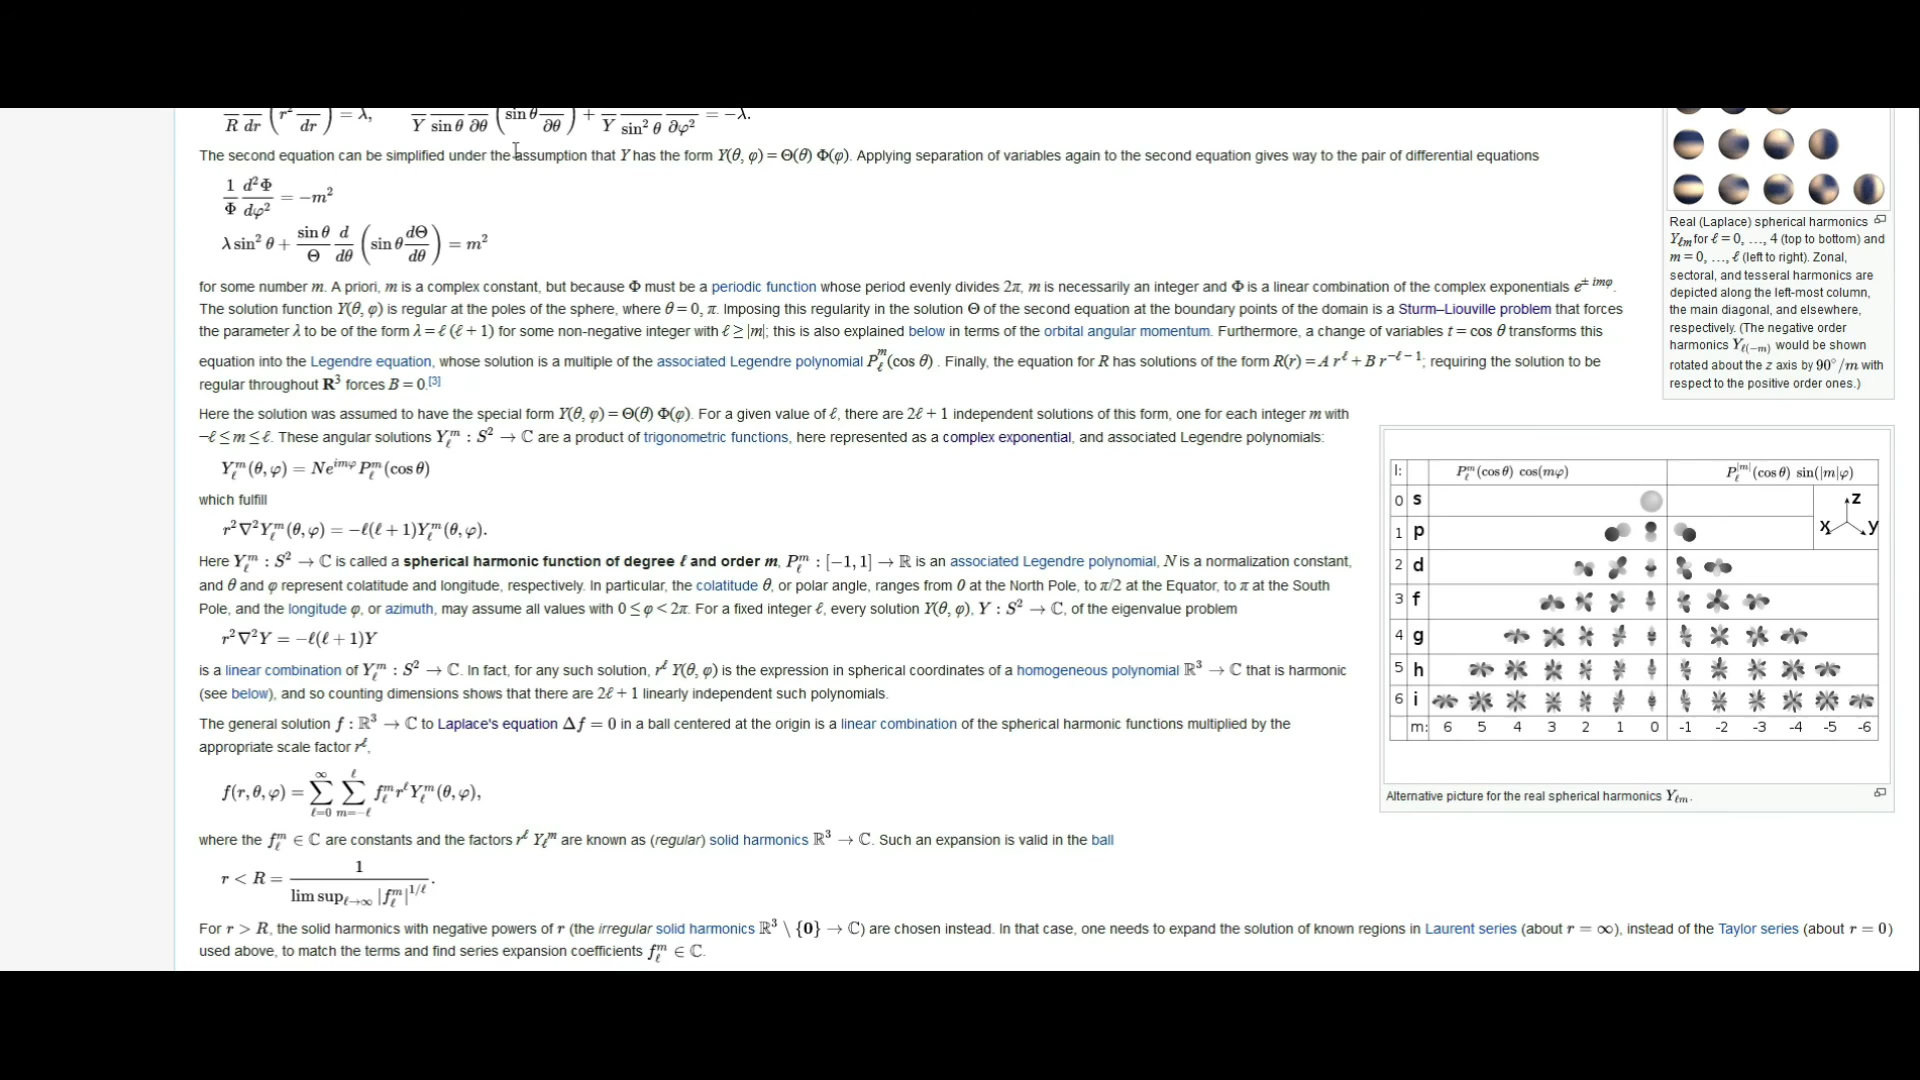 R dr ( r² dr ) = λ, Y sin θ ∂θ ( sin θ ∂θ ) + Y sin² θ ∂φ² = −λ.
The second equation can be simplified under the assumption that Y has the form Y(θ, φ) = Θ(θ) Φ(φ). Applying separation of variables again to the second equation gives way to the pair of differential equations
1/Φ d²Φ/dφ² = −m²
λ sin² θ + sin θ/Θ d/dθ ( sin θ dΘ/dθ ) = m²
for some number m. A priori, m is a complex constant, but because Φ must be a periodic function whose period evenly divides 2π, m is necessarily an integer and Φ is a linear combination of the complex exponentials e^{± imφ}.
The solution function Y(θ, φ) is regular at the poles of the sphere, where θ = 0, π. Imposing this regularity in the solution Θ of the second equation at the boundary points of the domain is a Sturm–Liouville problem that forces
the parameter λ to be of the form λ = ℓ (ℓ + 1) for some non-negative integer with ℓ ≥ |m|; this is also explained below in terms of the orbital angular momentum. Furthermore, a change of variables t = cos θ transforms this
equation into the Legendre equation, whose solution is a multiple of the associated Legendre polynomial P_ℓ^m(cos θ) . Finally, the equation for R has solutions of the form R(r) = A r^ℓ + B r^{−ℓ − 1}; requiring the solution to be
regular throughout R³ forces B = 0.[3]
Here the solution was assumed to have the special form Y(θ, φ) = Θ(θ) Φ(φ). For a given value of ℓ, there are 2ℓ + 1 independent solutions of this form, one for each integer m with
−ℓ ≤ m ≤ ℓ. These angular solutions Y_ℓ^m : S² → ℂ are a product of trigonometric functions, here represented as a complex exponential, and associated Legendre polynomials:
Y_ℓ^m(θ, φ) = N e^{imφ} P_ℓ^m(cos θ)
which fulfill
r²∇²Y_ℓ^m(θ, φ) = −ℓ(ℓ + 1)Y_ℓ^m(θ, φ).
Here Y_ℓ^m : S² → ℂ is called a spherical harmonic function of degree ℓ and order m, P_ℓ^m : [−1, 1] → ℝ is an associated Legendre polynomial, N is a normalization constant,
and θ and φ represent colatitude and longitude, respectively. In particular, the colatitude θ, or polar angle, ranges from 0 at the North Pole, to π/2 at the Equator, to π at the South
Pole, and the longitude φ, or azimuth, may assume all values with 0 ≤ φ < 2π. For a fixed integer ℓ, every solution Y(θ, φ), Y : S² → ℂ, of the eigenvalue problem
r²∇²Y = −ℓ(ℓ + 1)Y
is a linear combination of Y_ℓ^m : S² → ℂ. In fact, for any such solution, r^ℓ Y(θ, φ) is the expression in spherical coordinates of a homogeneous polynomial ℝ³ → ℂ that is harmonic
(see below), and so counting dimensions shows that there are 2ℓ + 1 linearly independent such polynomials.
The general solution f : ℝ³ → ℂ to Laplace's equation Δf = 0 in a ball centered at the origin is a linear combination of the spherical harmonic functions multiplied by the
appropriate scale factor r^ℓ,
f(r, θ, φ) = ∑_{ℓ=0}^{∞} ∑_{m=−ℓ}^{ℓ} f_ℓ^m r^ℓ Y_ℓ^m(θ, φ),
where the f_ℓ^m ∈ ℂ are constants and the factors r^ℓ Y_ℓ^m are known as (regular) solid harmonics ℝ³ → ℂ. Such an expansion is valid in the ball
r < R = 1 / lim sup_{ℓ→∞} |f_ℓ^m|^{1/ℓ}.
For r > R, the solid harmonics with negative powers of r (the irregular solid harmonics ℝ³ \ {0} → ℂ) are chosen instead. In that case, one needs to expand the solution of known regions in Laurent series (about r = ∞), instead of the Taylor series (about r = 0)
used above, to match the terms and find series expansion coefficients f_ℓ^m ∈ ℂ.
Real (Laplace) spherical harmonics
Y_{ℓm} for ℓ = 0, …, 4 (top to bottom) and
m = 0, …, ℓ (left to right). Zonal,
sectoral, and tesseral harmonics are
depicted along the left-most column,
the main diagonal, and elsewhere,
respectively. (The negative order
harmonics Y_{ℓ(−m)} would be shown
rotated about the z axis by 90°/m with
respect to the positive order ones.)
l: P_ℓ^m(cos θ) cos(mφ) P_ℓ^{|m|}(cos θ) sin(|m|φ)
0 s z
x y
1 p
2 d
3 f
4 g
5 h
6 i
m: 6 5 4 3 2 1 0 -1 -2 -3 -4 -5 -6
Alternative picture for the real spherical harmonics Y_{ℓm}.